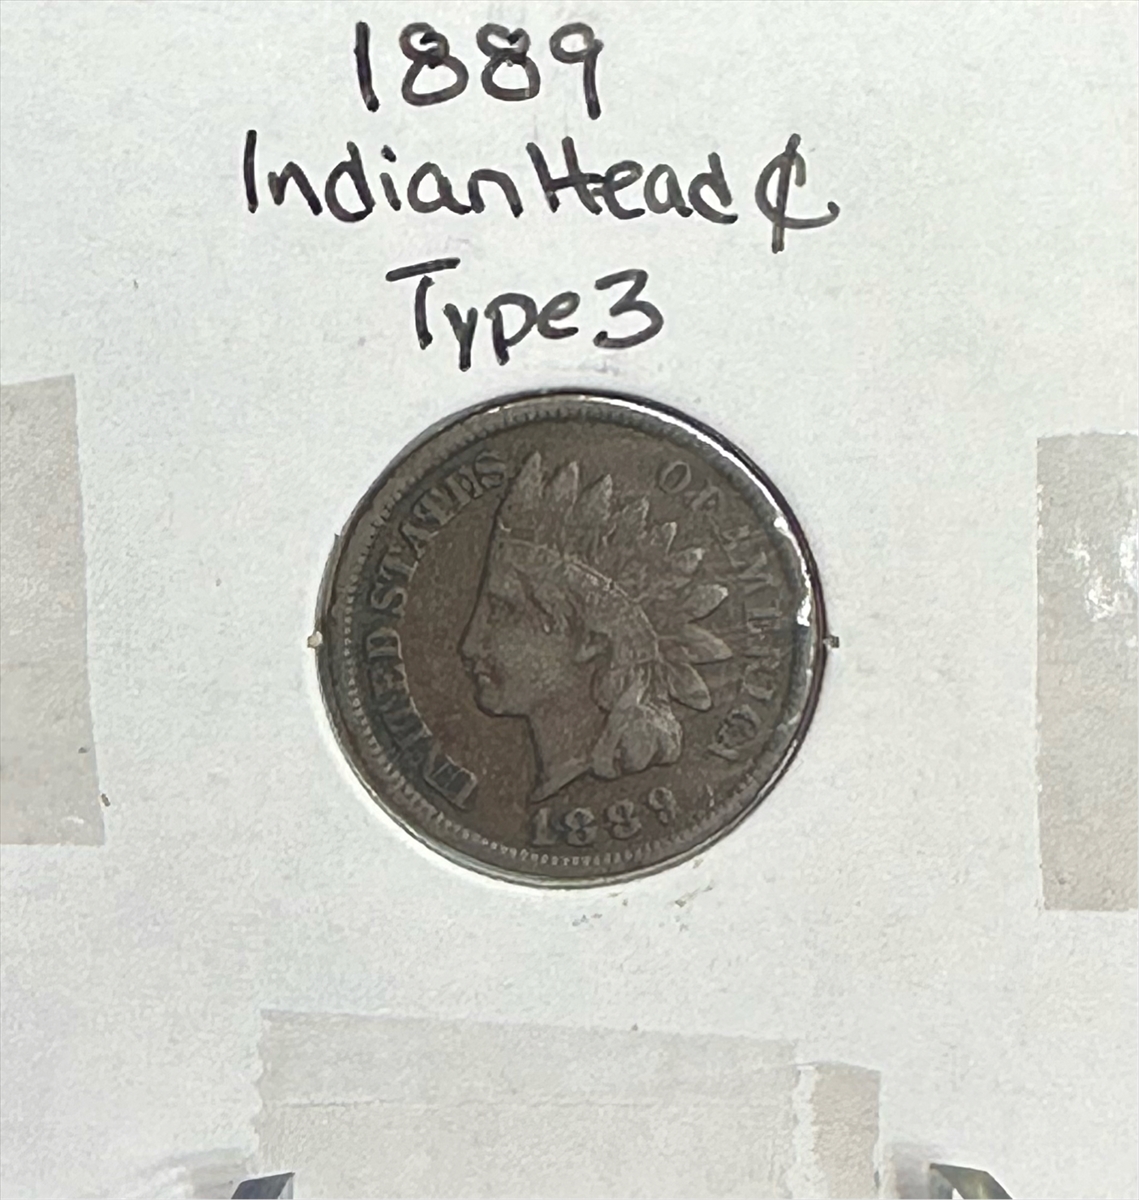 1889
Indian Head ¢
Type 3
UNITED STATES OF AMERICA
1889